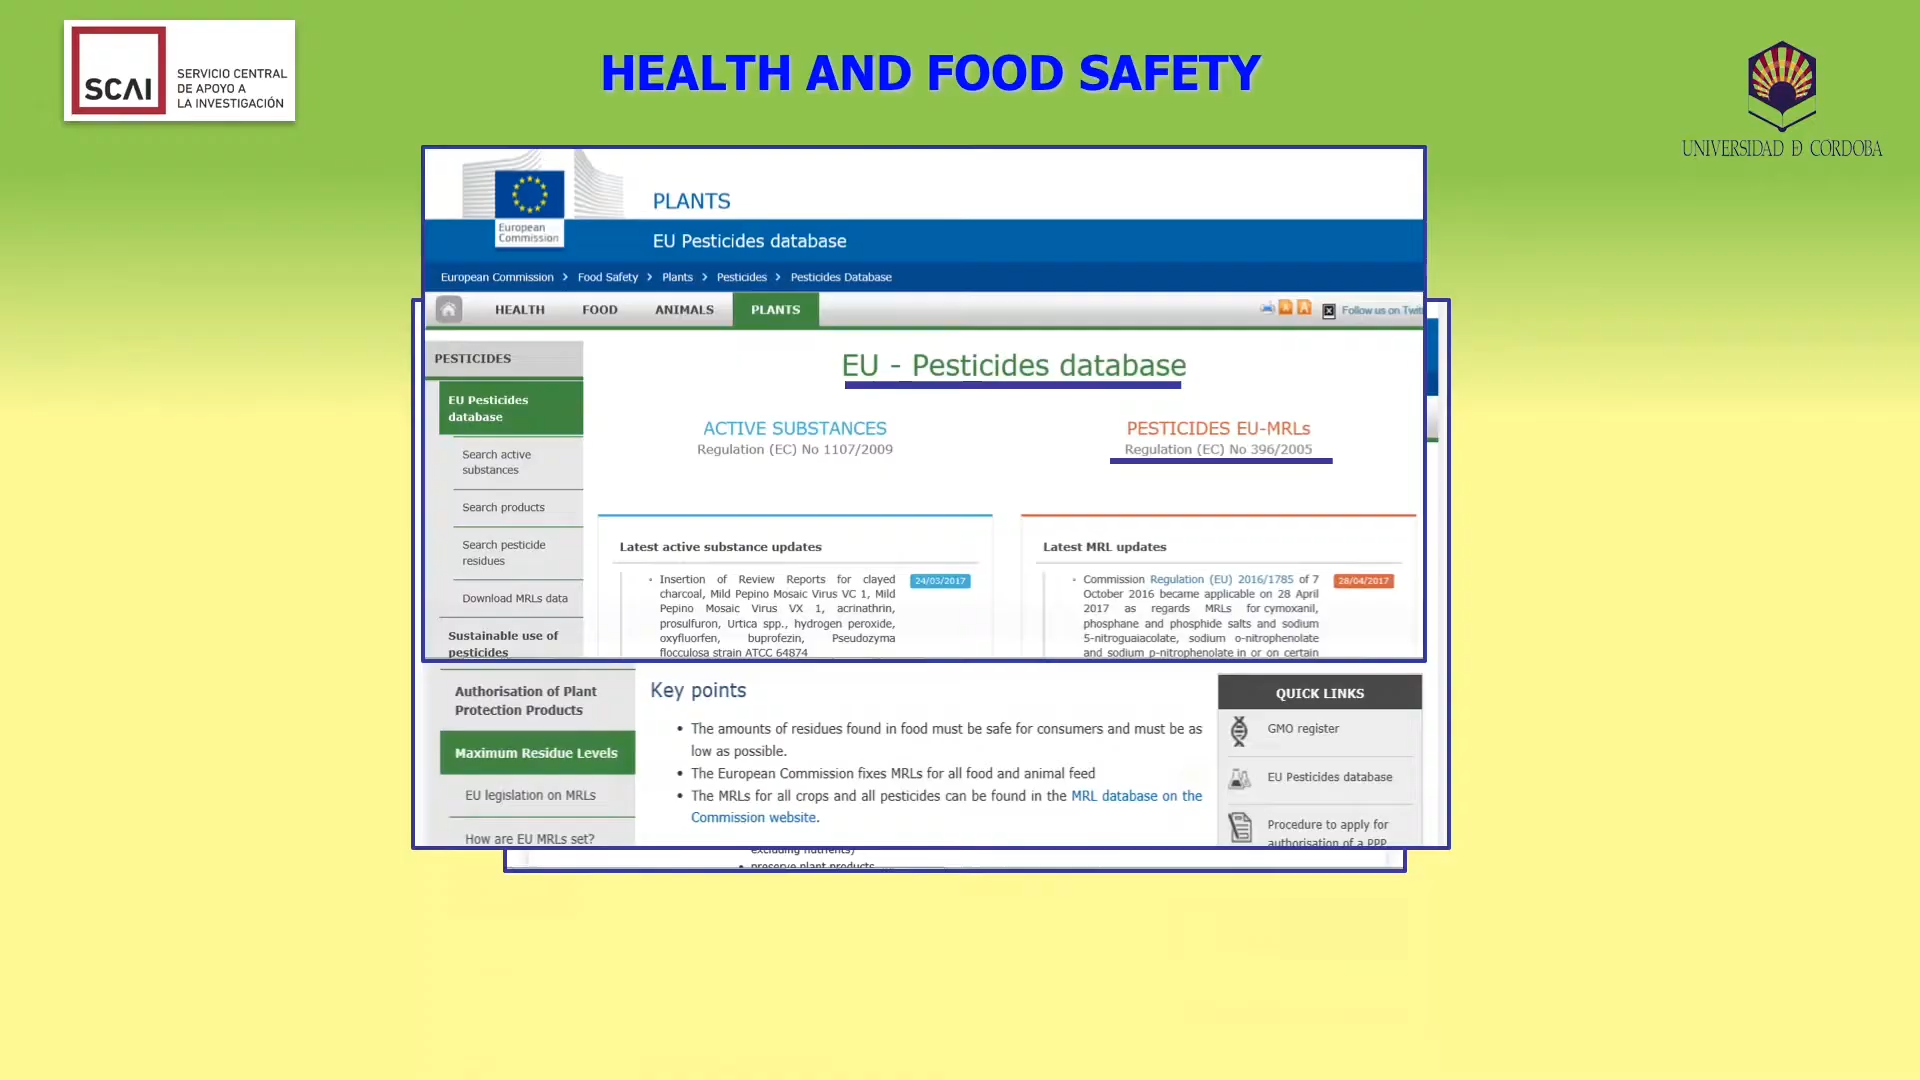 HEALTH AND FOOD SAFETY
SCAI
SERVICIO CENTRAL
DE APOYO A
LA INVESTIGACIÓN
UNIVERSIDAD Đ CORDOBA
European
Commission
PLANTS
EU Pesticides database
European Commission > Food Safety > Plants > Pesticides > Pesticides Database
HEALTH FOOD ANIMALS PLANTS
Follow us on Twit
PESTICIDES
EU Pesticides
database
Search active
substances
Search products
Search pesticide
residues
Download MRLs data
Sustainable use of
pesticides
EU - Pesticides database
ACTIVE SUBSTANCES
Regulation (EC) No 1107/2009
PESTICIDES EU-MRLs
Regulation (EC) No 396/2005
Latest active substance updates
Insertion of Review Reports for clayed
charcoal, Mild Pepino Mosaic Virus VC 1, Mild
Pepino Mosaic Virus VX 1, acrinathrin,
prosulfuron, Urtica spp., hydrogen peroxide,
oxyfluorfen, buprofezin, Pseudozyma
flocculosa strain ATCC 64874
24/03/2017
Latest MRL updates
Commission Regulation (EU) 2016/1785 of 7
October 2016 became applicable on 28 April
2017 as regards MRLs for cymoxanil,
phosphane and phosphide salts and sodium
5-nitroguaiacolate, sodium o-nitrophenolate
and sodium p-nitrophenolate in or on certain
28/04/2017
Authorisation of Plant
Protection Products
Maximum Residue Levels
EU legislation on MRLs
How are EU MRLs set?
Key points
• The amounts of residues found in food must be safe for consumers and must be as
low as possible.
• The European Commission fixes MRLs for all food and animal feed
• The MRLs for all crops and all pesticides can be found in the MRL database on the
Commission website.
QUICK LINKS
GMO register
EU Pesticides database
Procedure to apply for
authorisation of a PPP
excluding nutrients)
• preserve plant products